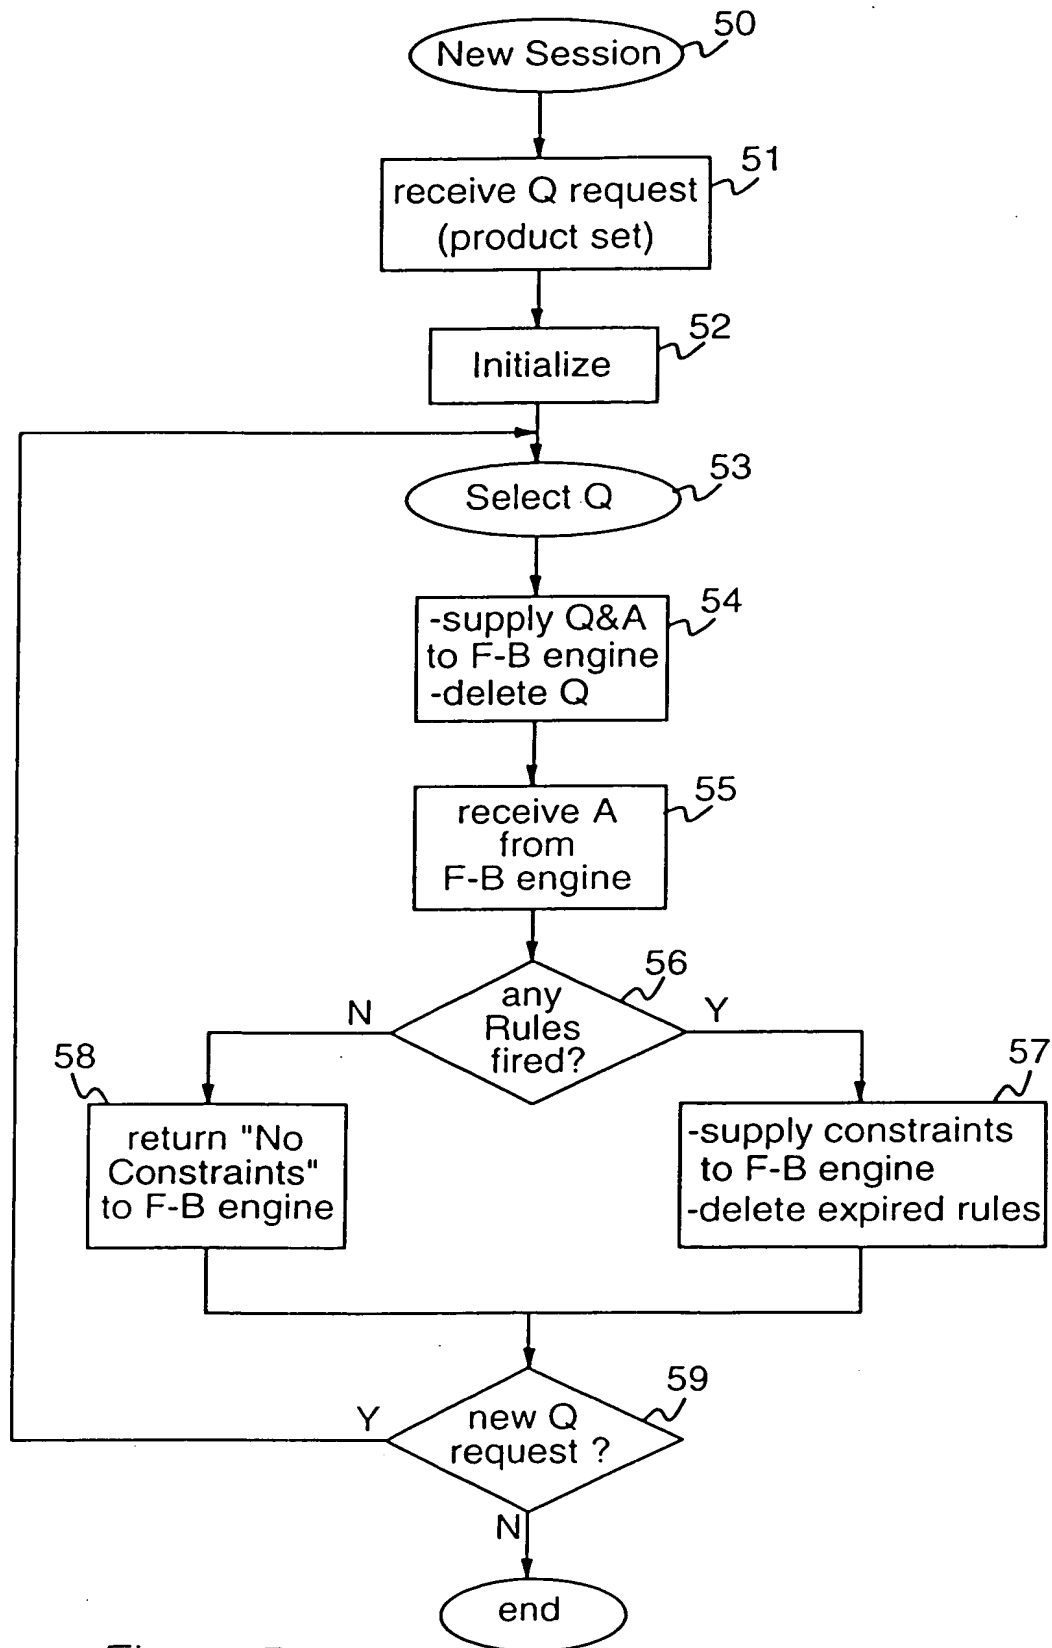 New Session
50
receive Q request
(product set)
51
Initialize
52
Select Q
53
-supply Q&A
to F-B engine
-delete Q
54
receive A
from
F-B engine
55
any
Rules
fired?
56
N
Y
58
return "No
Constraints"
to F-B engine
57
-supply constraints
to F-B engine
-delete expired rules
new Q
request ?
59
Y
N
end